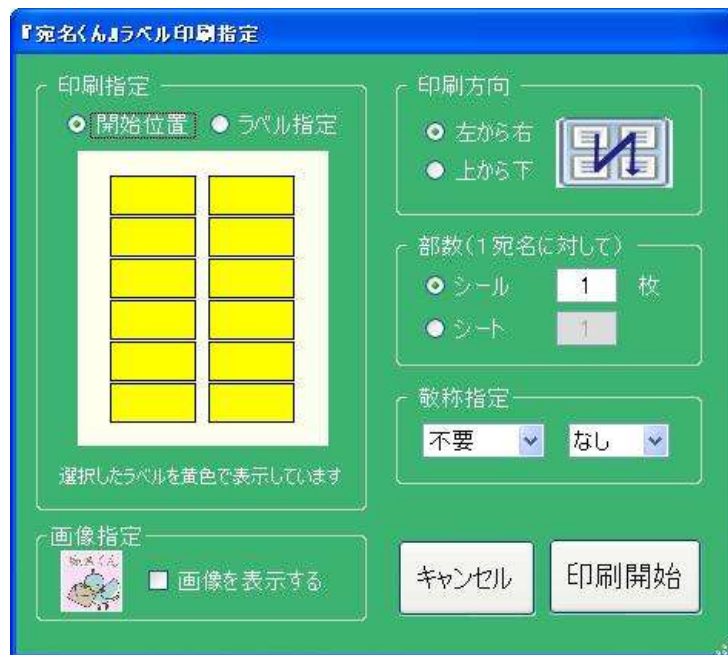 『宛名くん』ラベル印刷指定
印刷指定
開始位置
ラベル指定
選択したラベルを黄色で表示しています
画像指定
宛名くん
画像を表示する
印刷方向
左から右
上から下
部数(1宛名に対して)
シール 1 枚
シート 1
敬称指定
不要 なし
キャンセル
印刷開始